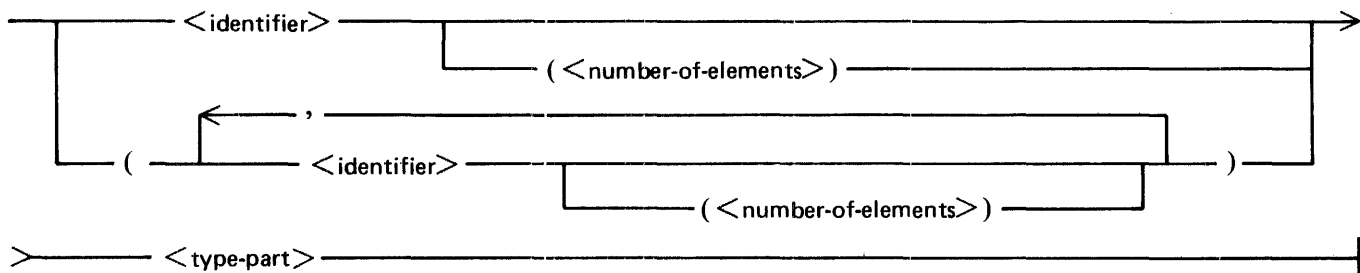 <identifier>
(<number-of-elements>)
,
( <identifier> )
(<number-of-elements>)
<type-part>